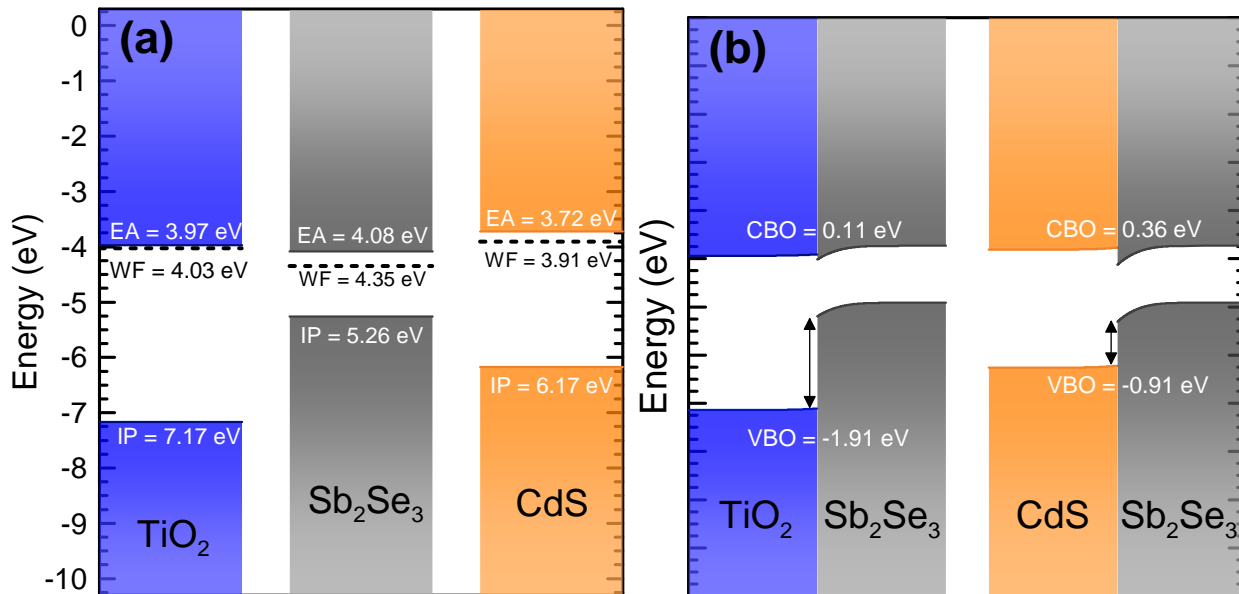 (a)
Energy (eV)
0
-1
-2
-3
-4
-5
-6
-7
-8
-9
-10
EA = 3.97 eV
WF = 4.03 eV
IP = 7.17 eV
TiO₂
EA = 4.08 eV
WF = 4.35 eV
IP = 5.26 eV
Sb₂Se₃
EA = 3.72 eV
WF = 3.91 eV
IP = 6.17 eV
CdS
(b)
Energy (eV)
CBO = 0.11 eV
VBO = -1.91 eV
TiO₂
Sb₂Se₃
CBO = 0.36 eV
VBO = -0.91 eV
CdS
Sb₂Se₃